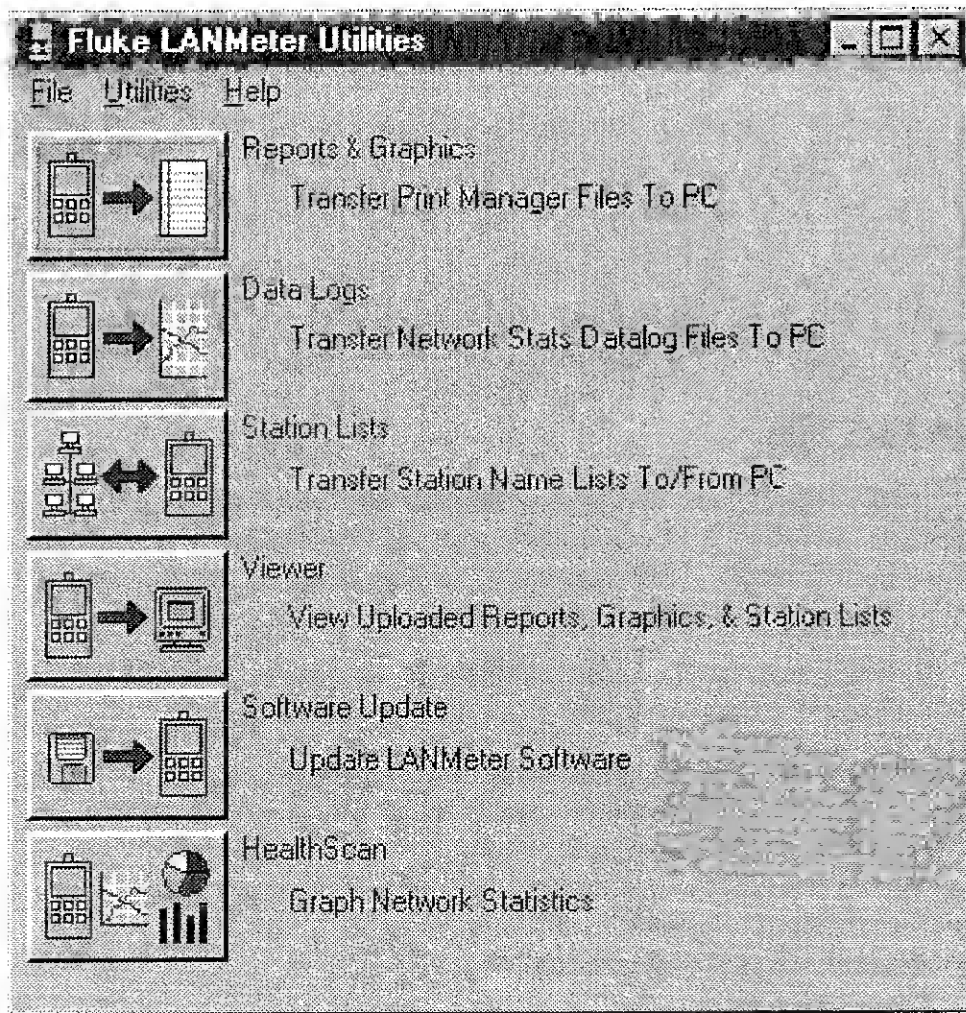 Fluke LANMeter Utilities
File Utilities Help
Reports & Graphics
Transfer Print Manager Files To PC
Data Logs
Transfer Network Stats Datalog Files To PC
Station Lists
Transfer Station Name Lists To/From PC
Viewer
View Uploaded Reports, Graphics, & Station Lists
Software Update
Update LANMeter Software
HealthScan
Graph Network Statistics